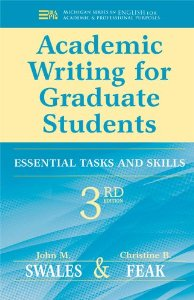 MICHIGAN SERIES IN ENGLISH FOR
ACADEMIC & PROFESSIONAL PURPOSES
Academic
Writing for
Graduate
Students
ESSENTIAL TASKS AND SKILLS
3RD
EDITION
John M. Christine B.
SWALES & FEAK